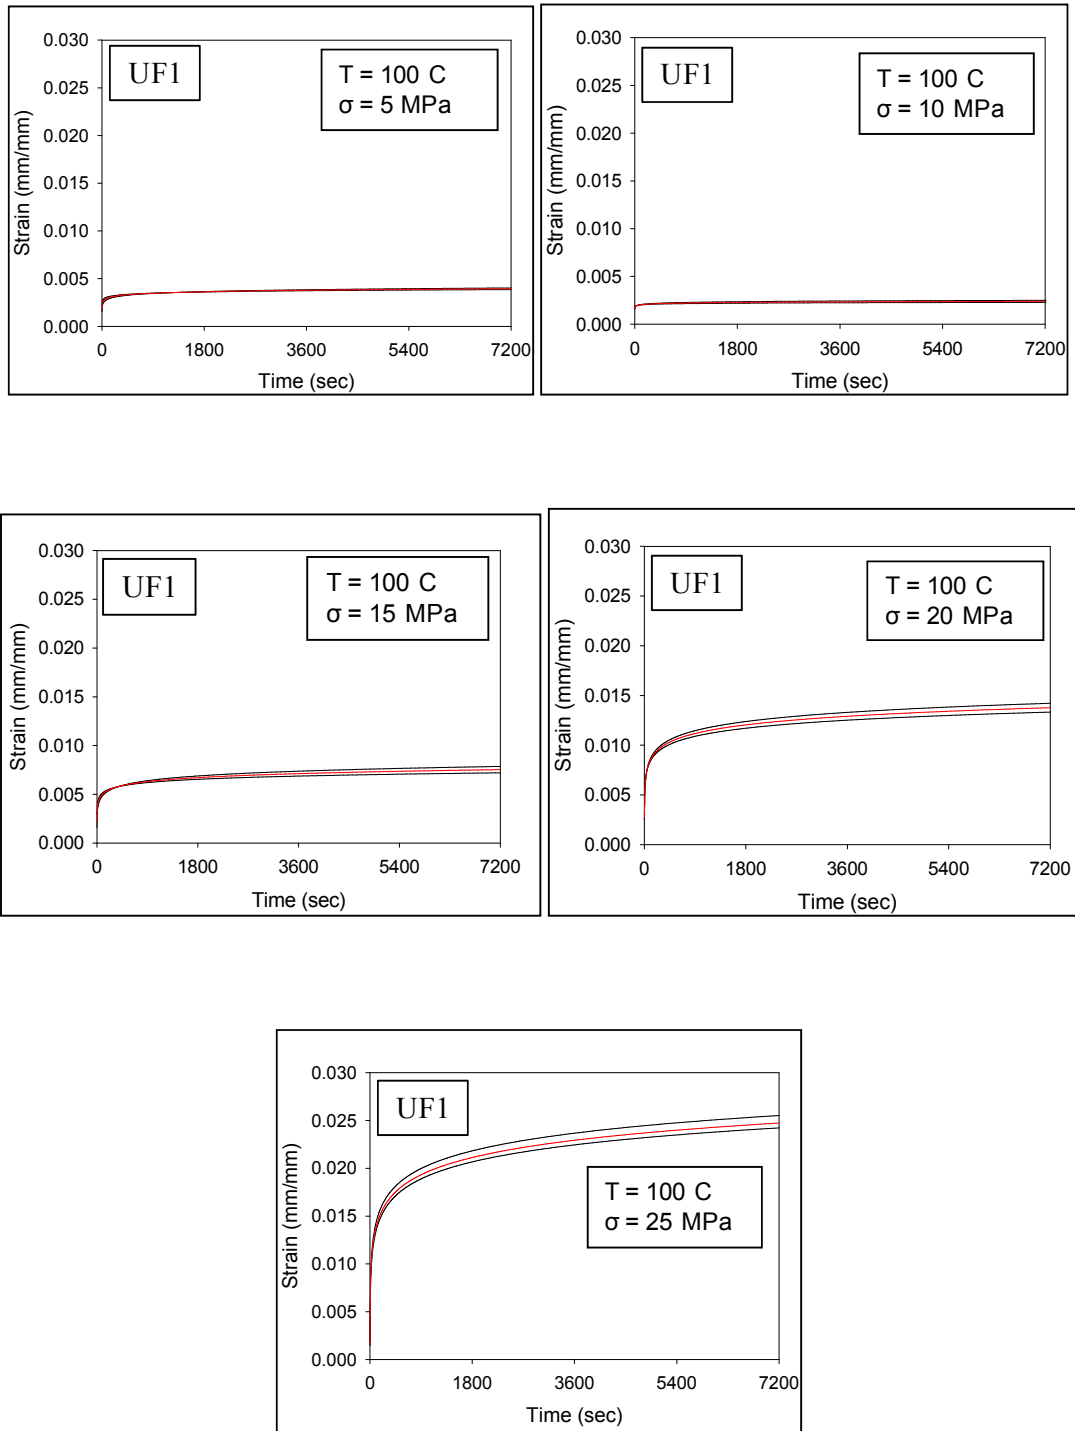 UF1
T = 100 C
σ = 5 MPa
0.030
0.025
0.020
0.015
0.010
0.005
0.000
Strain (mm/mm)
0 1800 3600 5400 7200
Time (sec)
UF1
T = 100 C
σ = 10 MPa
0.030
0.025
0.020
0.015
0.010
0.005
0.000
Strain (mm/mm)
0 1800 3600 5400 7200
Time (sec)
UF1
T = 100 C
σ = 15 MPa
0.030
0.025
0.020
0.015
0.010
0.005
0.000
Strain (mm/mm)
0 1800 3600 5400 7200
Time (sec)
UF1
T = 100 C
σ = 20 MPa
0.030
0.025
0.020
0.015
0.010
0.005
0.000
Strain (mm/mm)
0 1800 3600 5400 7200
Time (sec)
UF1
T = 100 C
σ = 25 MPa
0.030
0.025
0.020
0.015
0.010
0.005
0.000
Strain (mm/mm)
0 1800 3600 5400 7200
Time (sec)